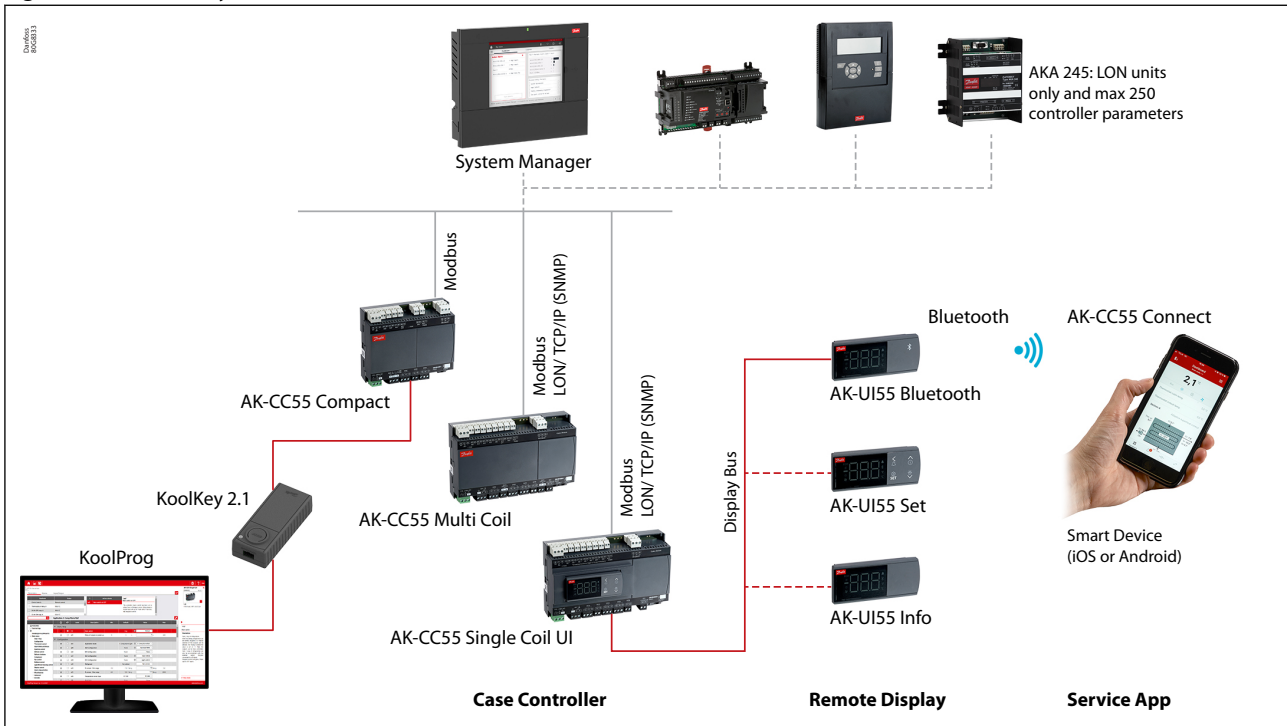 Danfoss
80G8333
System Manager
AKA 245: LON units
only and max 250
controller parameters
Modbus
Modbus
LON/ TCP/IP (SNMP)
Modbus
LON/ TCP/IP (SNMP)
AK-CC55 Compact
KoolKey 2.1
AK-CC55 Multi Coil
KoolProg
AK-CC55 Single Coil UI
Display Bus
Bluetooth
AK-CC55 Connect
AK-UI55 Bluetooth
AK-UI55 Set
AK-UI55 Info
2,1
Smart Device
(iOS or Android)
Case Controller
Remote Display
Service App